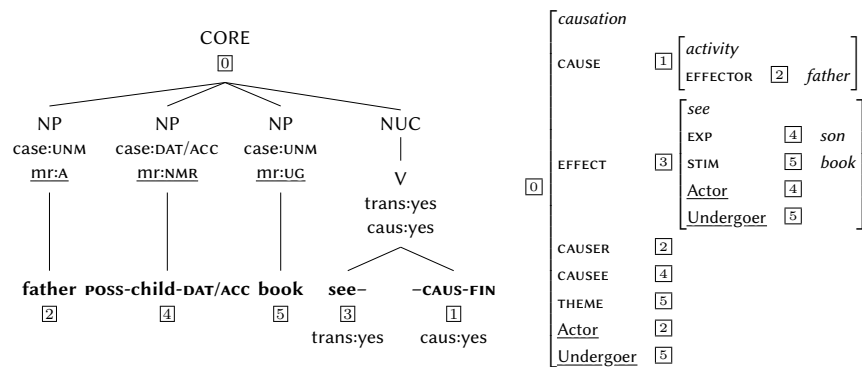 CORE
0
NP NP NP NUC
case:UNM case:DAT/ACC case:UNM
mr:A mr:NMR mr:UG
V
trans:yes
caus:yes
father POSS-child-DAT/ACC book see– –CAUS-FIN
2 4 5 3 1
trans:yes caus:yes
0
causation
CAUSE 1 activity
EFFECTOR 2 father
EFFECT 3 see
EXP 4 son
STIM 5 book
Actor 4
Undergoer 5
CAUSER 2
CAUSEE 4
THEME 5
Actor 2
Undergoer 5